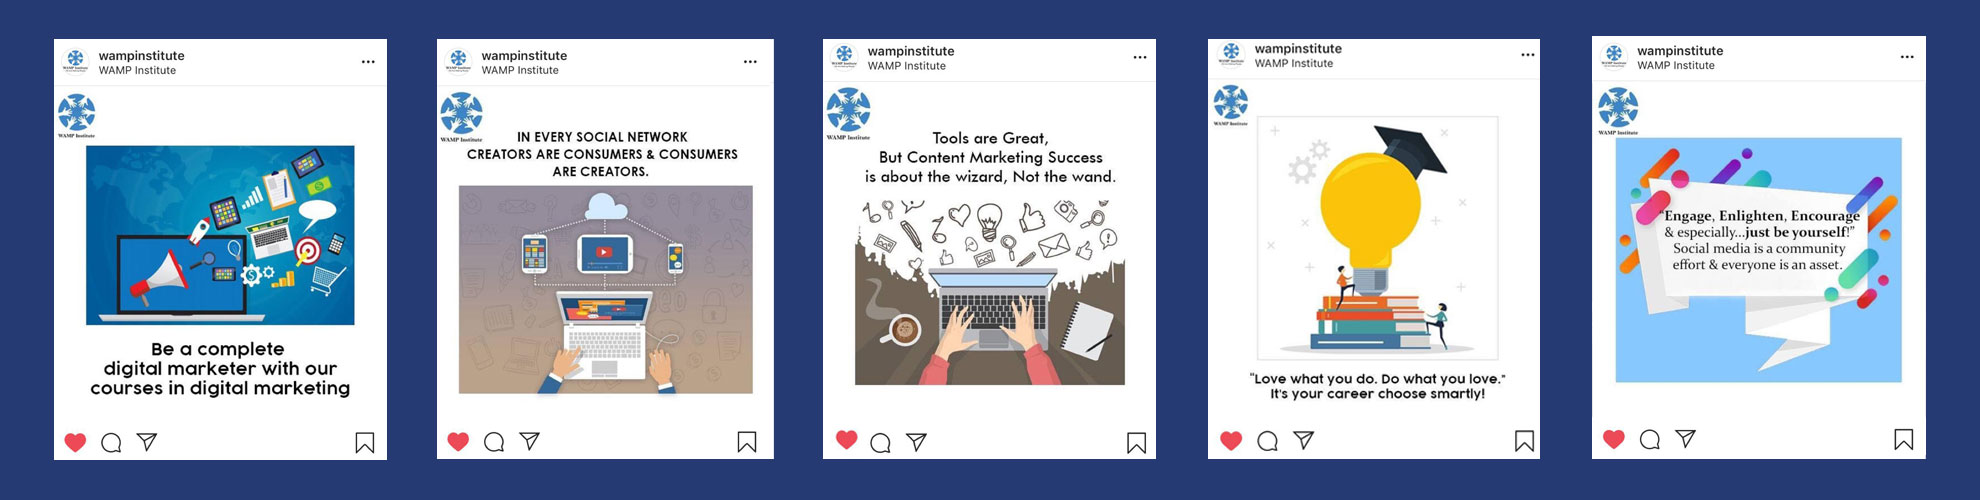 wampinstitute
WAMP Institute
WAMP Institute
Be a complete
digital marketer with our
courses in digital marketing
wampinstitute
WAMP Institute
WAMP Institute
IN EVERY SOCIAL NETWORK
CREATORS ARE CONSUMERS & CONSUMERS
ARE CREATORS.
wampinstitute
WAMP Institute
WAMP Institute
Tools are Great,
But Content Marketing Success
is about the wizard, Not the wand.
wampinstitute
WAMP Institute
WAMP Institute
“Love what you do. Do what you love.”
It's your career choose smartly!
wampinstitute
WAMP Institute
WAMP Institute
“Engage, Enlighten, Encourage
& especially...just be yourself!”
Social media is a community
effort & everyone is an asset.